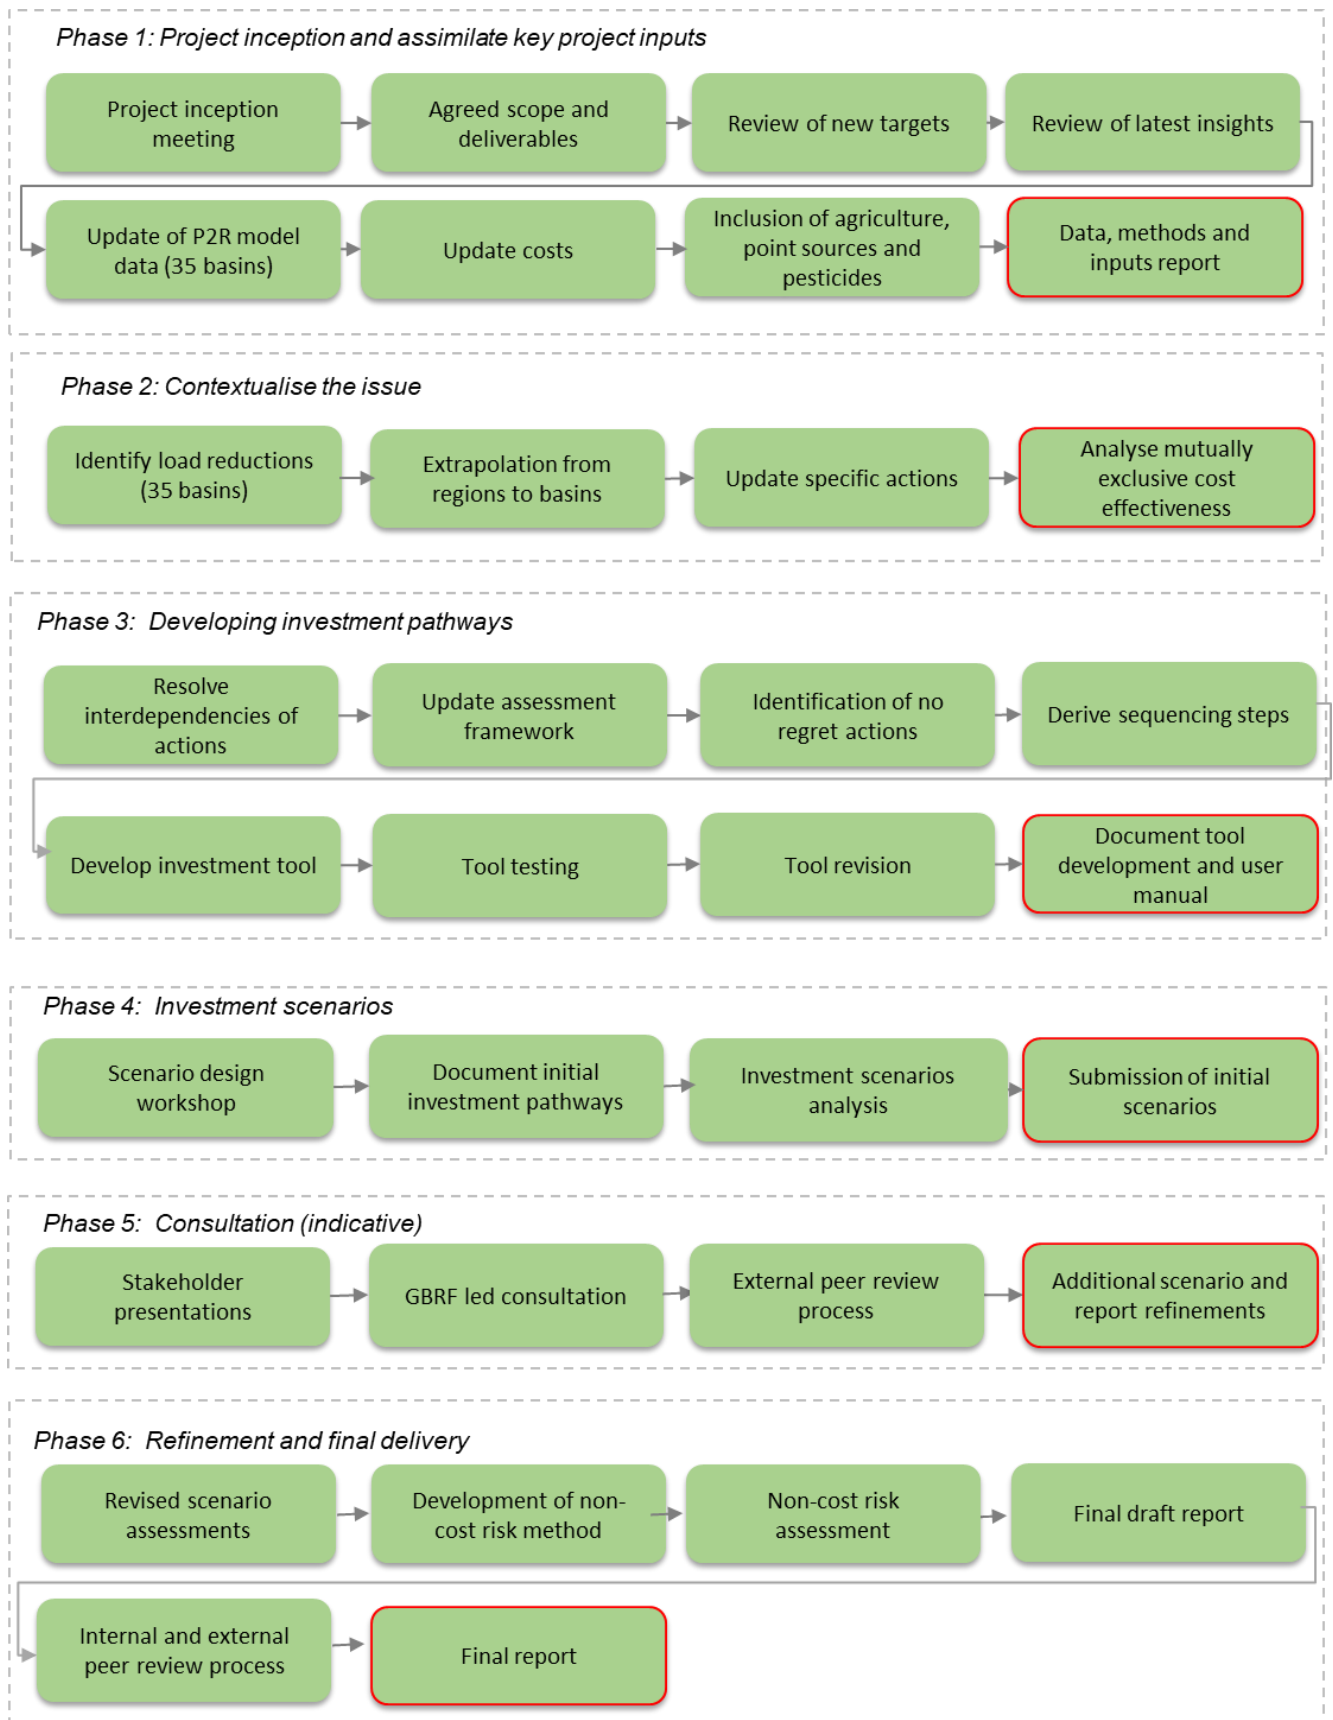 Phase 1: Project inception and assimilate key project inputs
Project inception
meeting
Agreed scope and
deliverables
Review of new targets
Review of latest insights
Update of P2R model
data (35 basins)
Update costs
Inclusion of agriculture,
point sources and
pesticides
Data, methods and
inputs report
Phase 2: Contextualise the issue
Identify load reductions
(35 basins)
Extrapolation from
regions to basins
Update specific actions
Analyse mutually
exclusive cost
effectiveness
Phase 3: Developing investment pathways
Resolve
interdependencies of
actions
Update assessment
framework
Identification of no
regret actions
Derive sequencing steps
Develop investment tool
Tool testing
Tool revision
Document tool
development and user
manual
Phase 4: Investment scenarios
Scenario design
workshop
Document initial
investment pathways
Investment scenarios
analysis
Submission of initial
scenarios
Phase 5: Consultation (indicative)
Stakeholder
presentations
GBRF led consultation
External peer review
process
Additional scenario and
report refinements
Phase 6: Refinement and final delivery
Revised scenario
assessments
Development of non-
cost risk method
Non-cost risk
assessment
Final draft report
Internal and external
peer review process
Final report